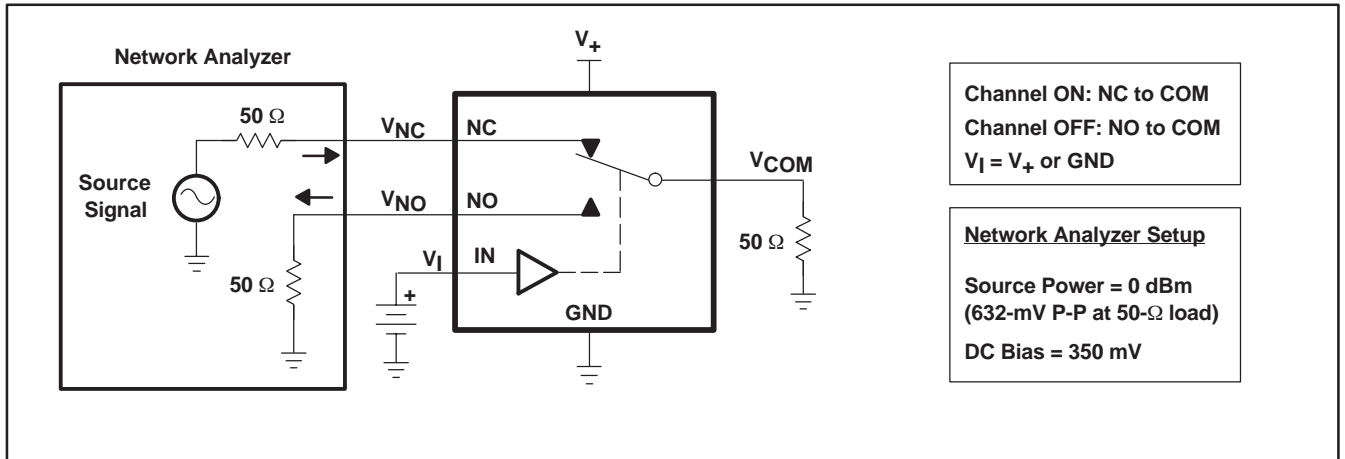 Network Analyzer
50 Ω
Source
Signal
50 Ω
VNC
VNO
VI
+
V+
NC
NO
IN
GND
VCOM
50 Ω
Channel ON: NC to COM
Channel OFF: NO to COM
VI = V+ or GND
Network Analyzer Setup
Source Power = 0 dBm
(632-mV P-P at 50-Ω load)
DC Bias = 350 mV